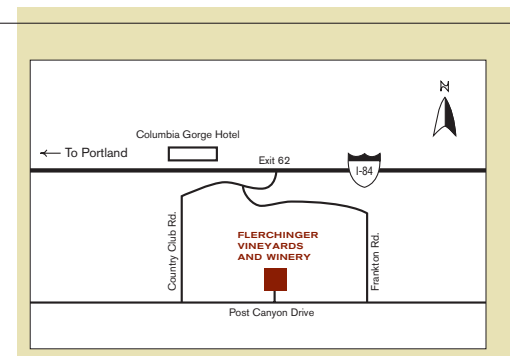 N
Columbia Gorge Hotel
To Portland
Exit 62
I-84
Country Club Rd.
FLERCHINGER
VINEYARDS
AND WINERY
Frankton Rd.
Post Canyon Drive